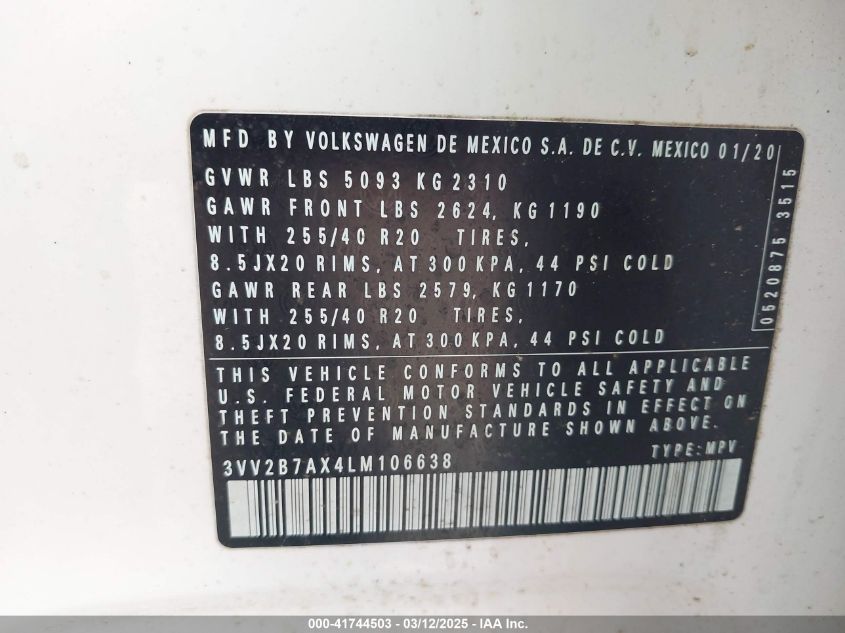 MFD BY VOLKSWAGEN DE MEXICO S.A. DE C.V. MEXICO 01/20
GVWR LBS 5093 KG 2310
GAWR FRONT LBS 2624, KG 1190
WITH 255/40 R20 TIRES,
8.5JX20 RIMS, AT 300 KPA, 44 PSI COLD
GAWR REAR LBS 2579, KG 1170
WITH 255/40 R20 TIRES,
8.5JX20 RIMS, AT 300 KPA, 44 PSI COLD
0520875 3515
THIS VEHICLE CONFORMS TO ALL APPLICABLE
U.S. FEDERAL MOTOR VEHICLE SAFETY AND
THEFT PREVENTION STANDARDS IN EFFECT ON
THE DATE OF MANUFACTURE SHOWN ABOVE.
3VV2B7AX4LM106638 TYPE: MPV
000-41744503 - 03/12/2025 - IAA Inc.